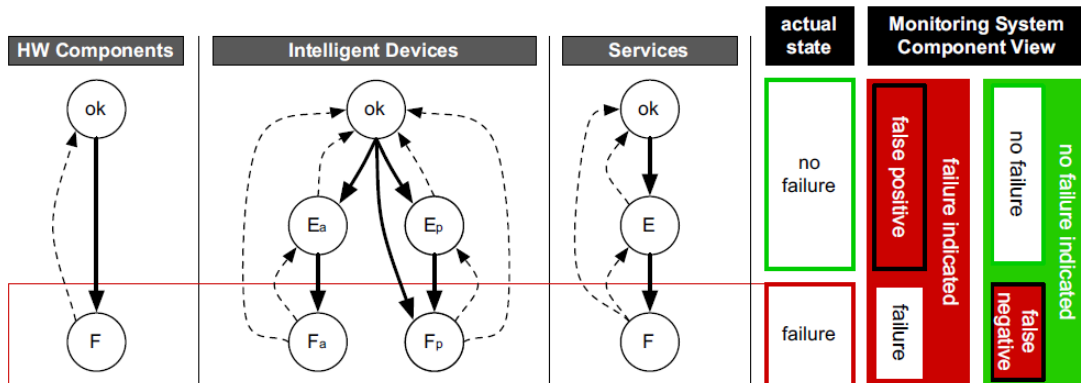 HW Components
Intelligent Devices
Services
actual
state
Monitoring System
Component View
ok
F
ok
Ea
Ep
Fa
Fp
ok
E
F
no
failure
failure
false positive
failure
failure indicated
no failure
false
negative
no failure indicated